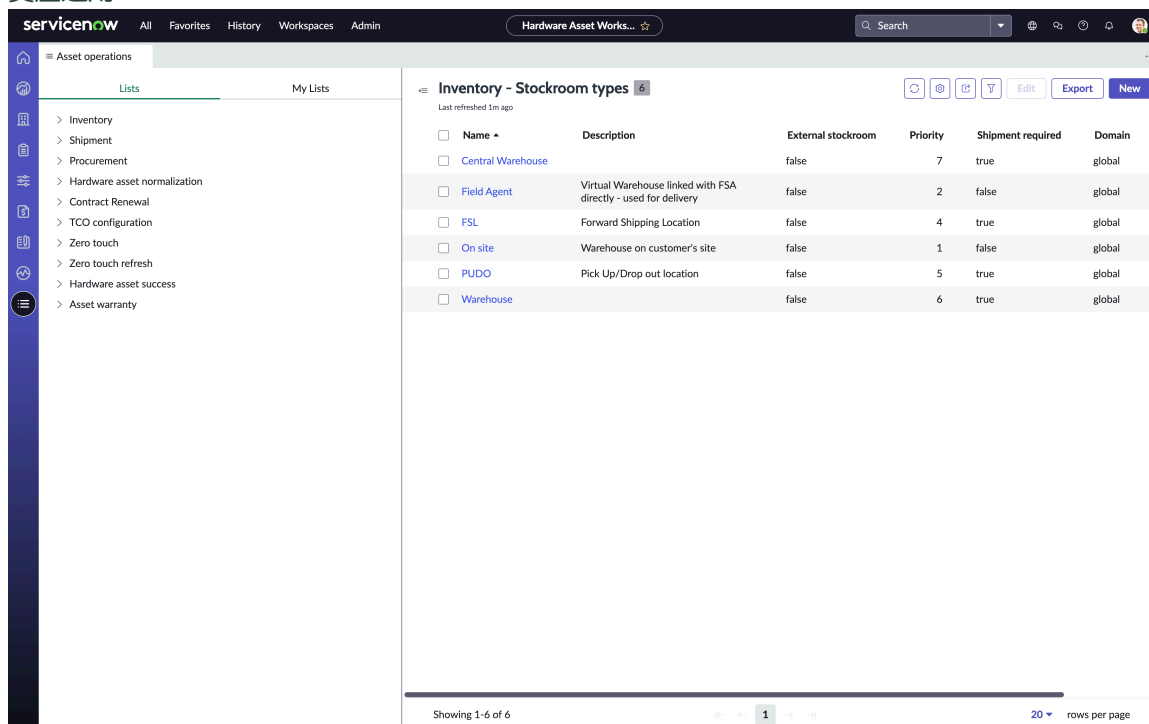 servicenow All Favorites History Workspaces Admin Hardware Asset Works... Search
Asset operations
Lists My Lists
Inventory
Shipment
Procurement
Hardware asset normalization
Contract Renewal
TCO configuration
Zero touch
Zero touch refresh
Hardware asset success
Asset warranty
Inventory - Stockroom types 6
Last refreshed 1m ago
Edit Export New
Name Description External stockroom Priority Shipment required Domain
Central Warehouse false 7 true global
Field Agent Virtual Warehouse linked with FSA directly - used for delivery false 2 false global
FSL Forward Shipping Location false 4 true global
On site Warehouse on customer's site false 1 false global
PUDO Pick Up/Drop out location false 5 true global
Warehouse false 6 true global
Showing 1-6 of 6 1 20 rows per page